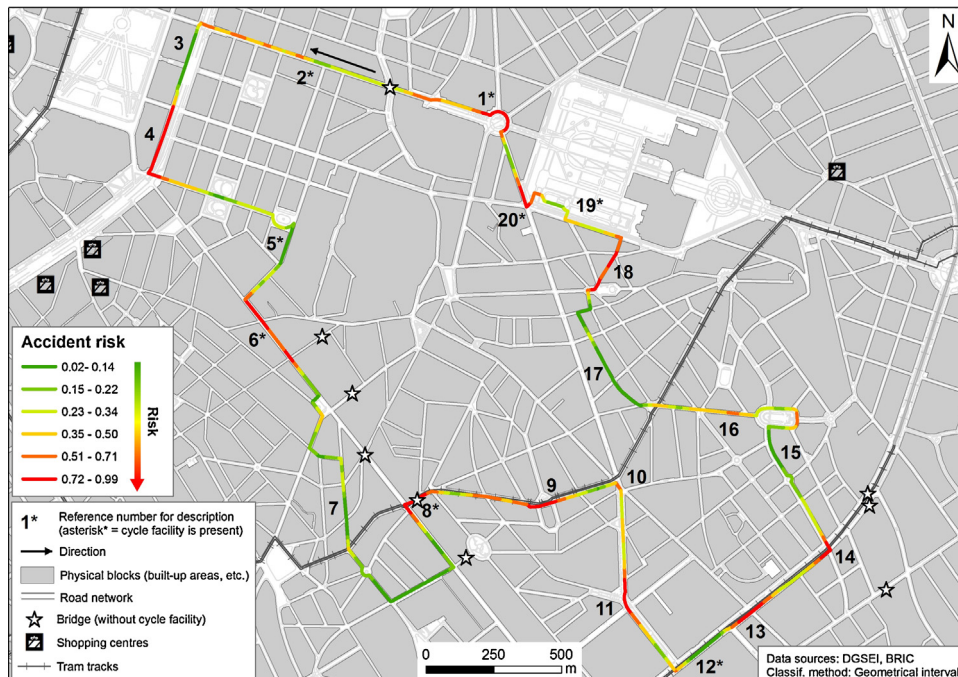 N
3
2*
1*
4
20*
19*
5*
18
6*
17
16
15
7
8*
9
10
14
11
13
12*
Accident risk
0.02- 0.14
0.15 - 0.22
0.23 - 0.34
0.35 - 0.50
0.51 - 0.71
0.72 - 0.99
Risk
1* Reference number for description
(asterisk* = cycle facility is present)
Direction
Physical blocks (built-up areas, etc.)
Road network
Bridge (without cycle facility)
Shopping centres
Tram tracks
0 250 500
m
Data sources: DGSEI, BRIC
Classif. method: Geometrical interval